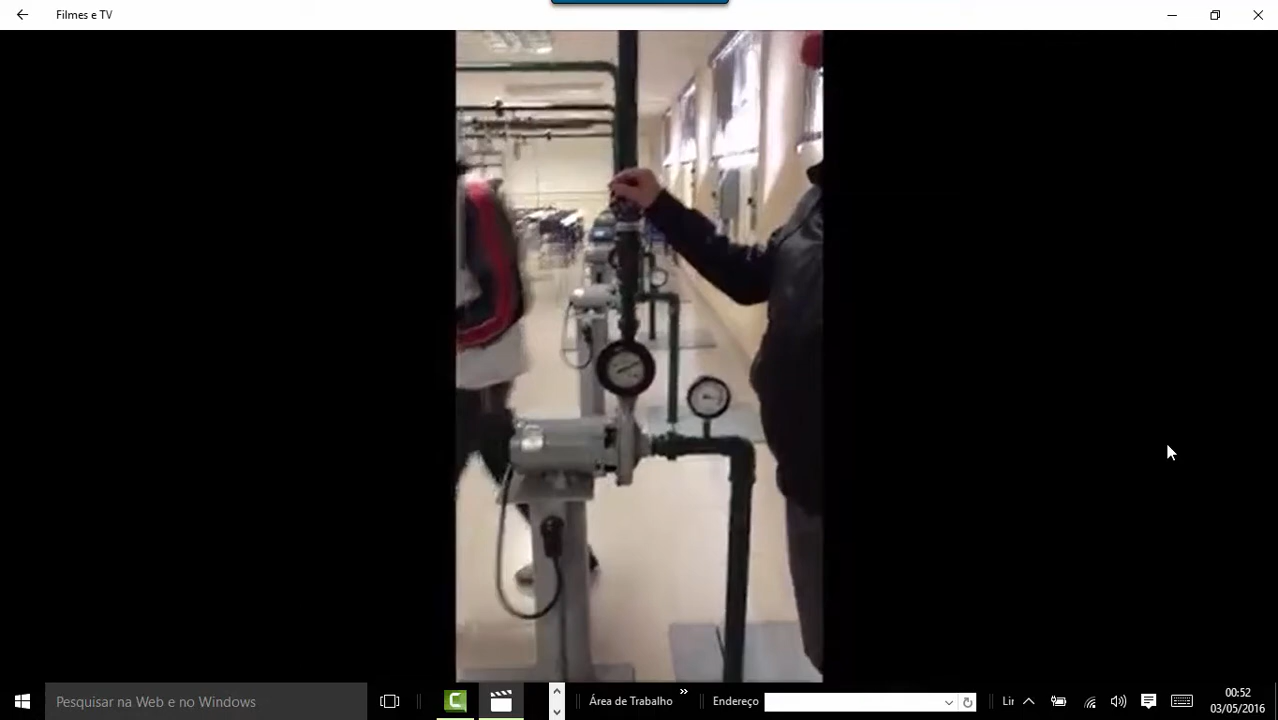 Filmes e TV
Pesquisar na Web e no Windows
Área de Trabalho
»
Endereço
Lir
00:52
03/05/2016